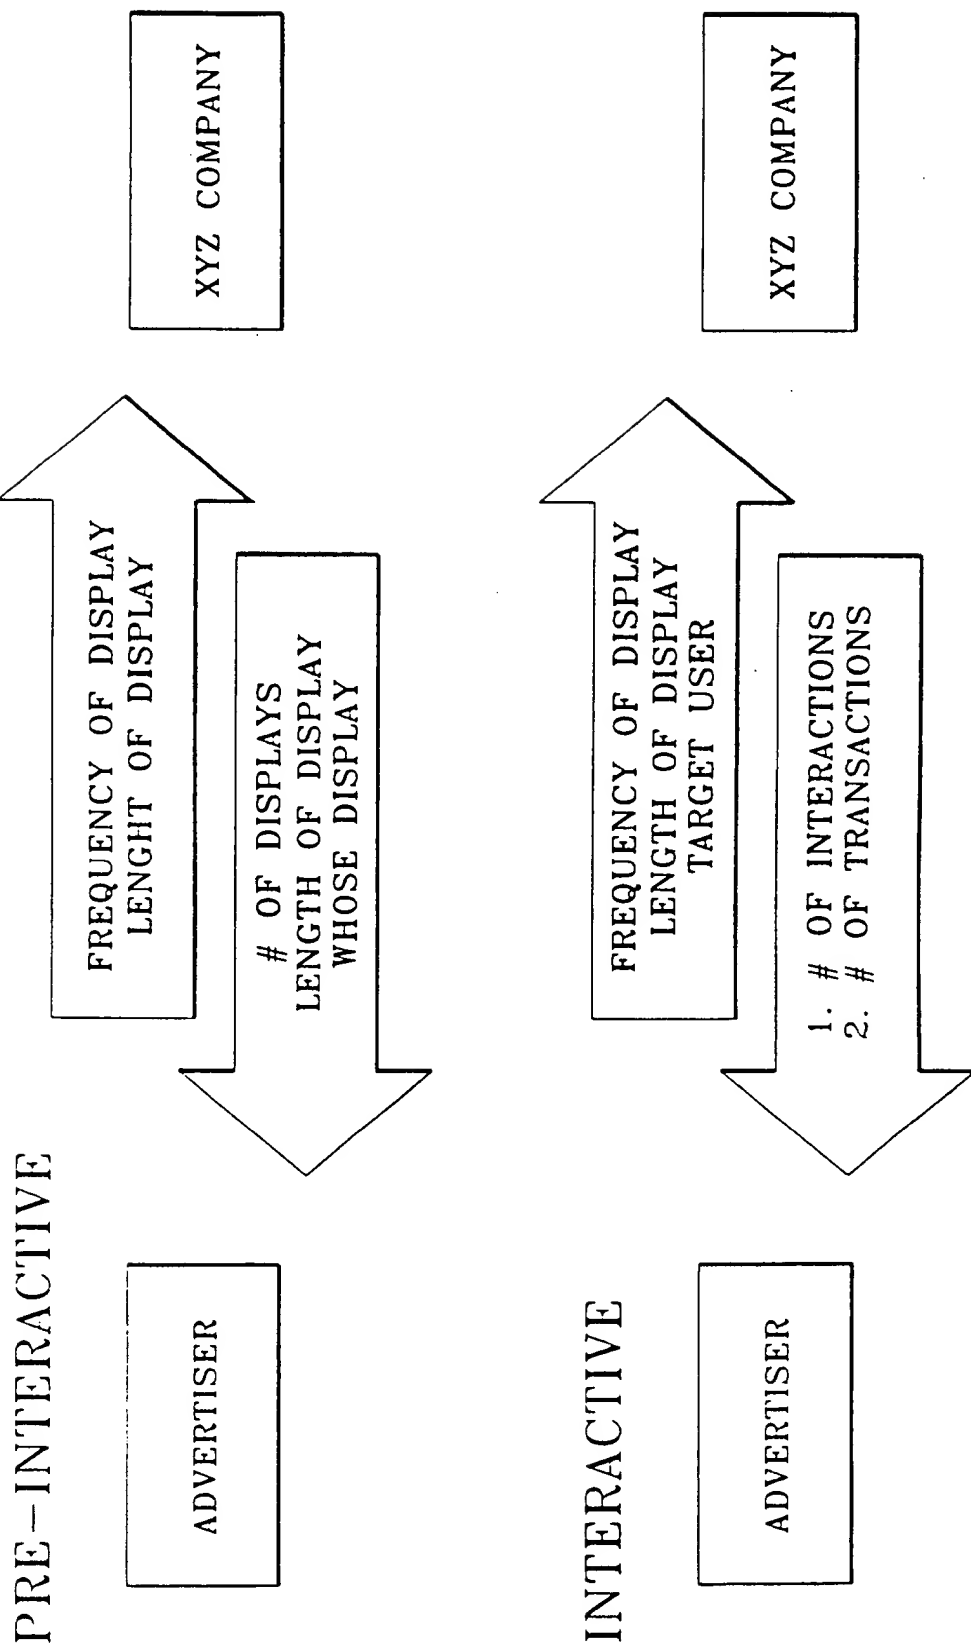 PRE-INTERACTIVE
ADVERTISER
FREQUENCY OF DISPLAY
LENGHT OF DISPLAY
# OF DISPLAYS
LENGTH OF DISPLAY
WHOSE DISPLAY
XYZ COMPANY
INTERACTIVE
ADVERTISER
FREQUENCY OF DISPLAY
LENGTH OF DISPLAY
TARGET USER
1. # OF INTERACTIONS
2. # OF TRANSACTIONS
XYZ COMPANY